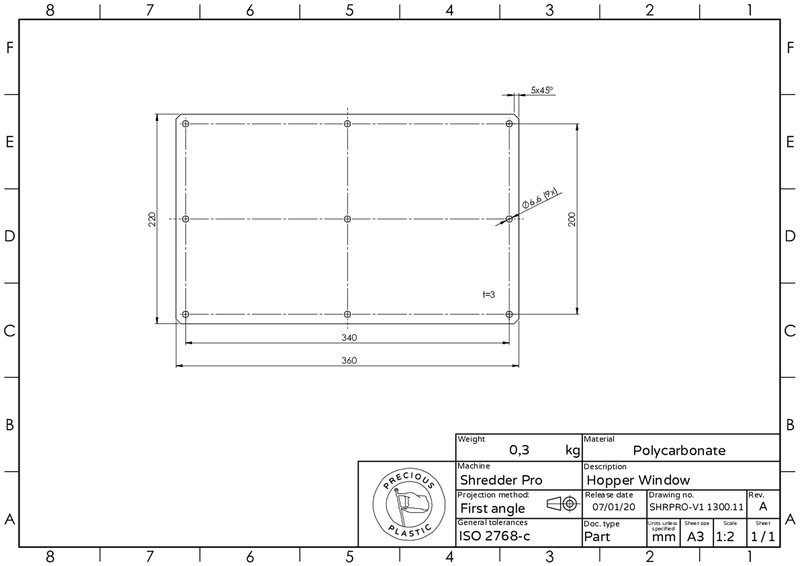 8 7 6 5 4 3 2 1
F F
5x45°
E E
Ø6,6 (9x)
220
200
D D
t=3
C C
340
360
B B
Weight
0,3 kg
Material
Polycarbonate
Machine
Shredder Pro
Description
Hopper Window
PRECIOUS
PLASTIC
Projection method:
First angle
Release date
07/01/20
Drawing no.
SHRPRO-V1 1300.11
Rev.
A
A A
General tolerances
ISO 2768-c
Doc. type
Part
Units unless
specified
mm
Sheet size
A3
Scale
1:2
Sheet
1 / 1
8 7 6 5 4 3 2 1